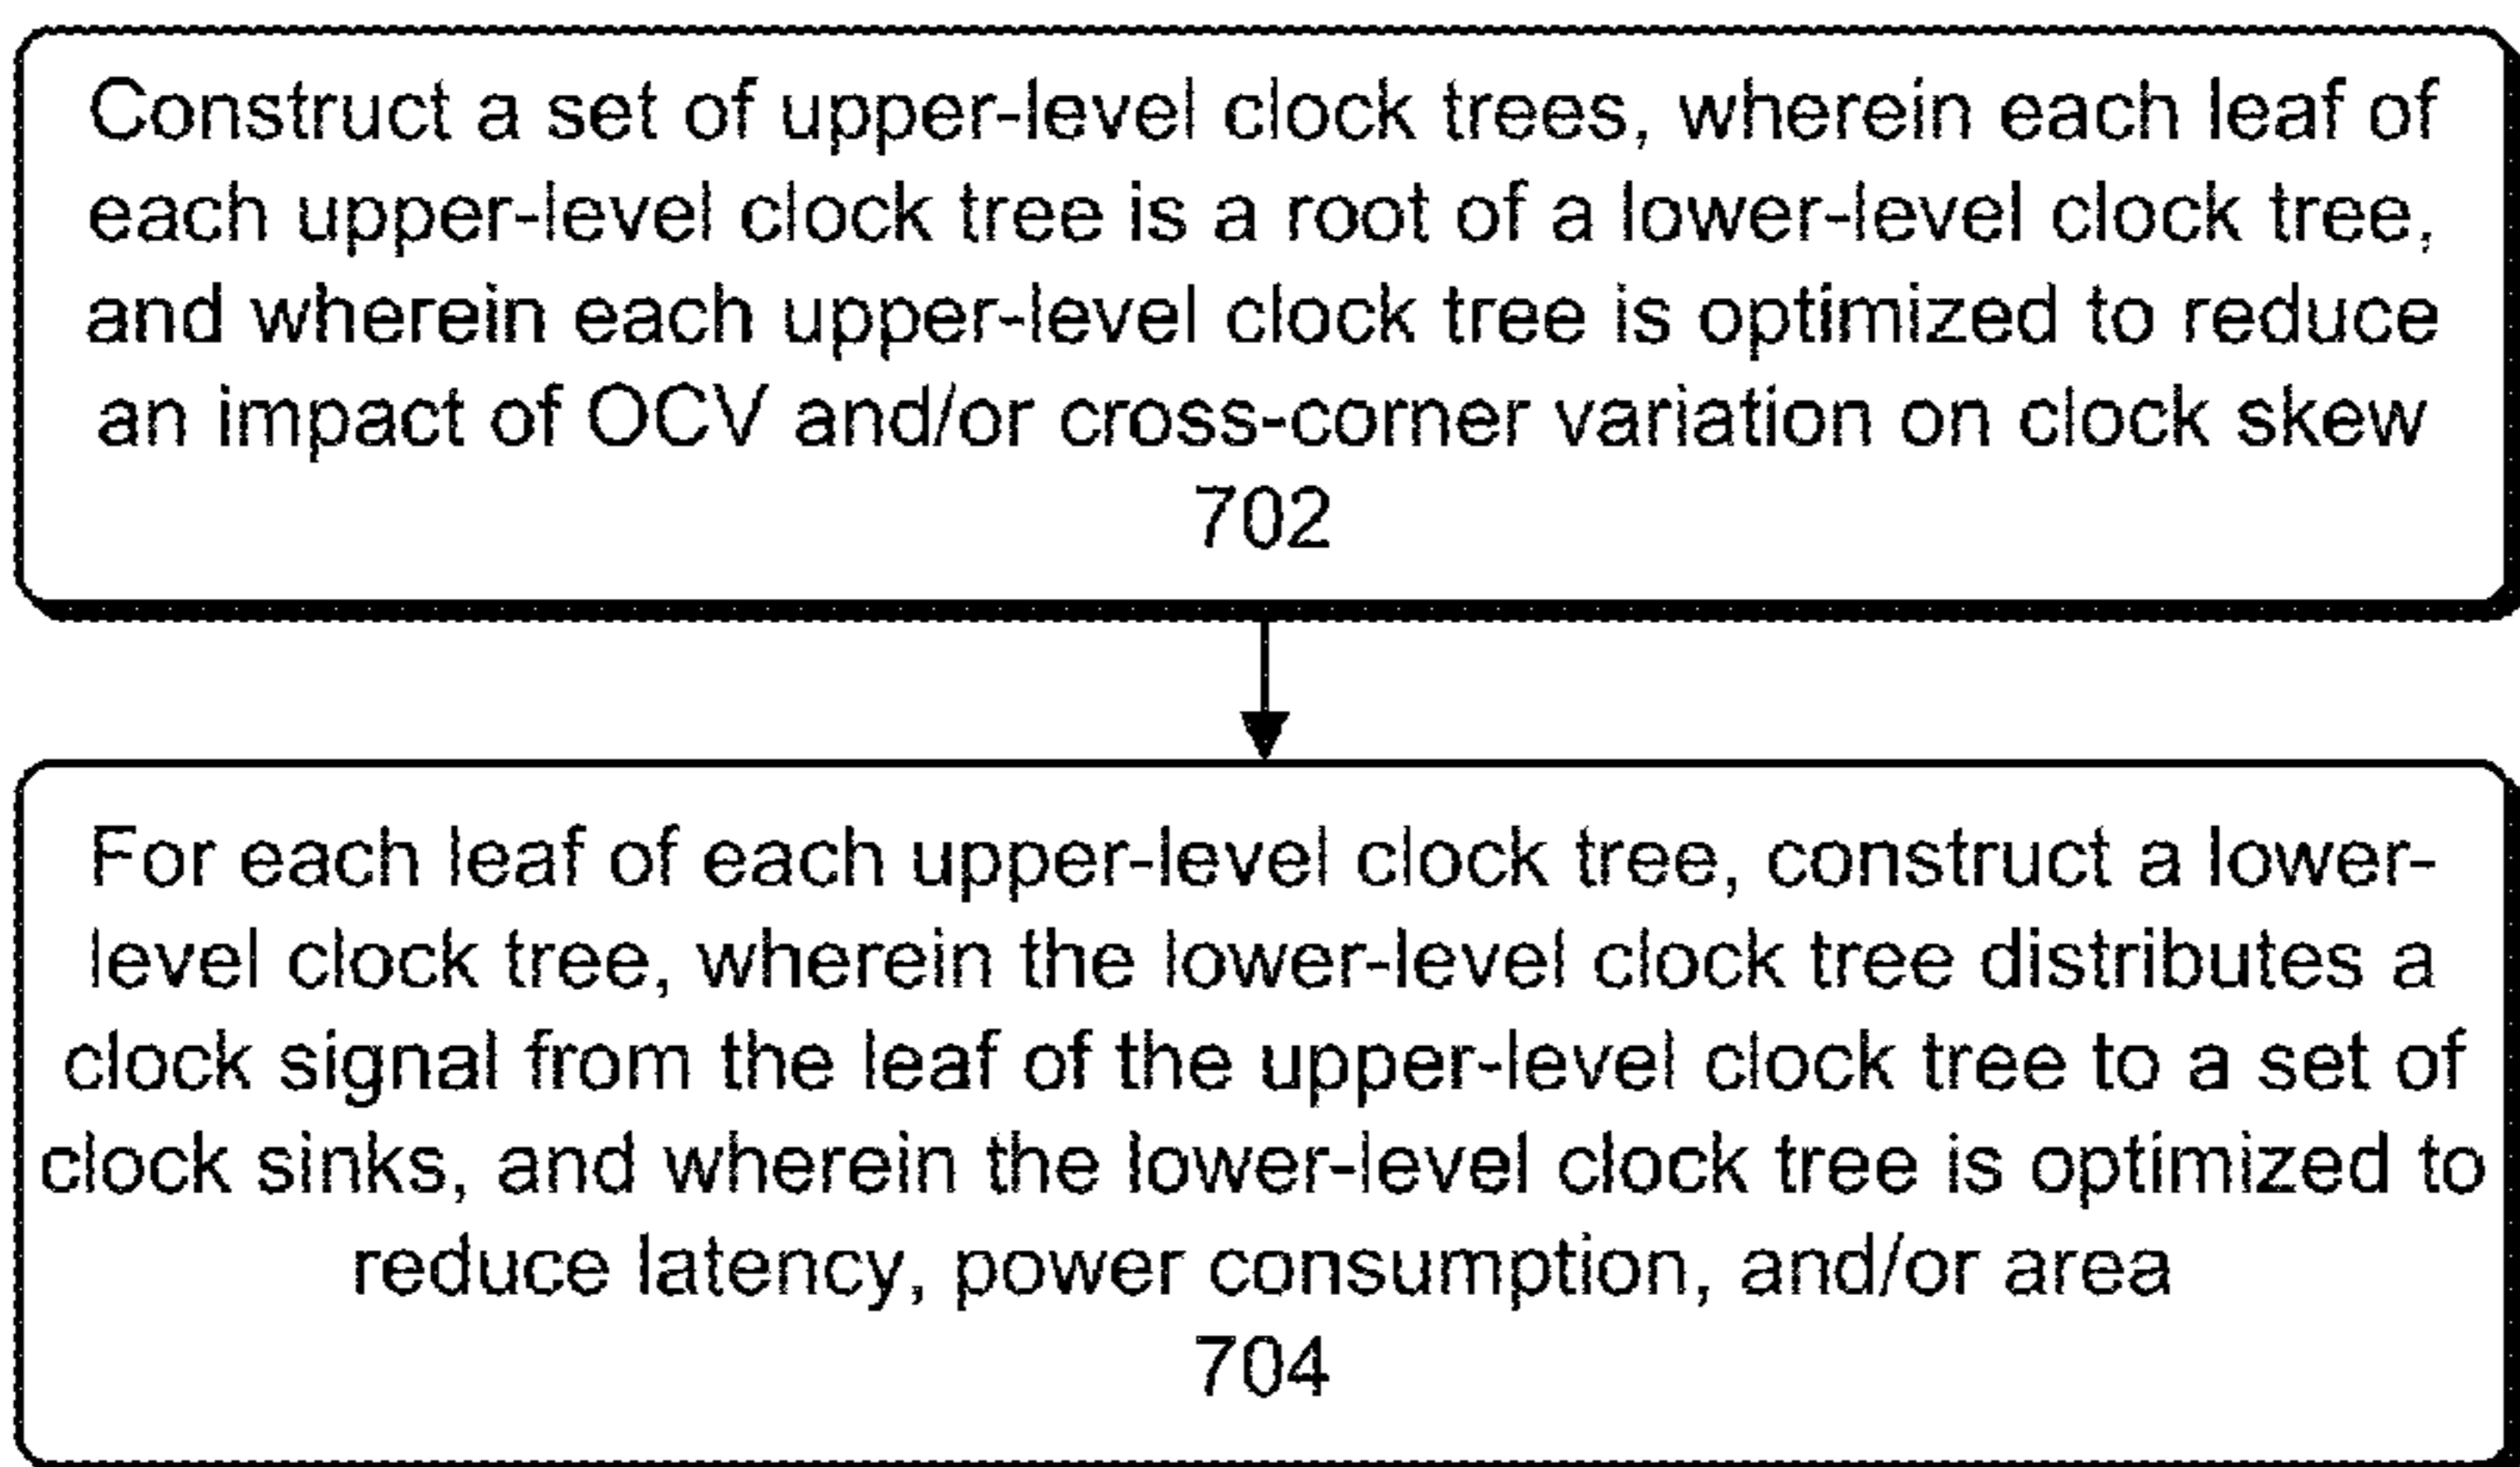 Construct a set of upper-level clock trees, wherein each leaf of
each upper-level clock tree is a root of a lower-level clock tree,
and wherein each upper-level clock tree is optimized to reduce
an impact of OCV and/or cross-corner variation on clock skew
702
For each leaf of each upper-level clock tree, construct a lower-
level clock tree, wherein the lower-level clock tree distributes a
clock signal from the leaf of the upper-level clock tree to a set of
clock sinks, and wherein the lower-level clock tree is optimized to
reduce latency, power consumption, and/or area
704